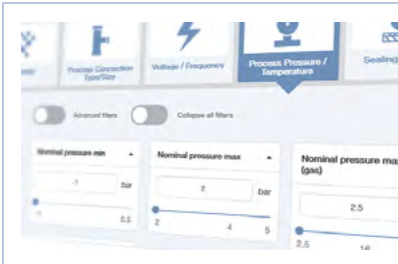 Process Connection
Type/Size
Voltage / Frequency
Process Pressure /
Temperature
Sealing
Advanced filters
Collapse all filters
Nominal pressure min
-1
bar
-1
0.5
Nominal pressure max
2
bar
2
4
5
Nominal pressure max
(gas)
2.5
2.5
16